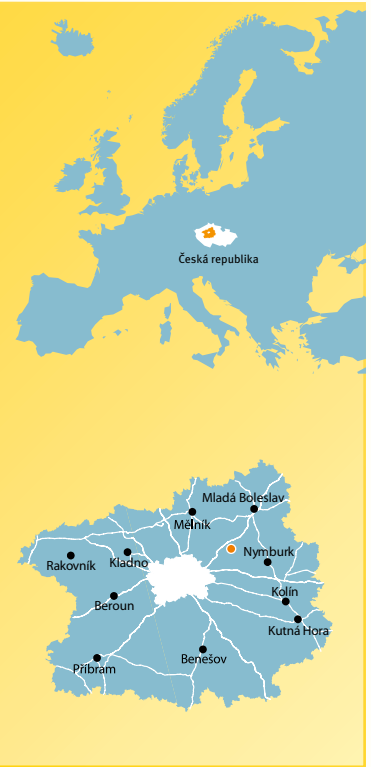 Česká republika
Mladá Boleslav
Mělník
Nymburk
Rakovník
Kladno
Kolín
Beroun
Kutná Hora
Benešov
Příbram